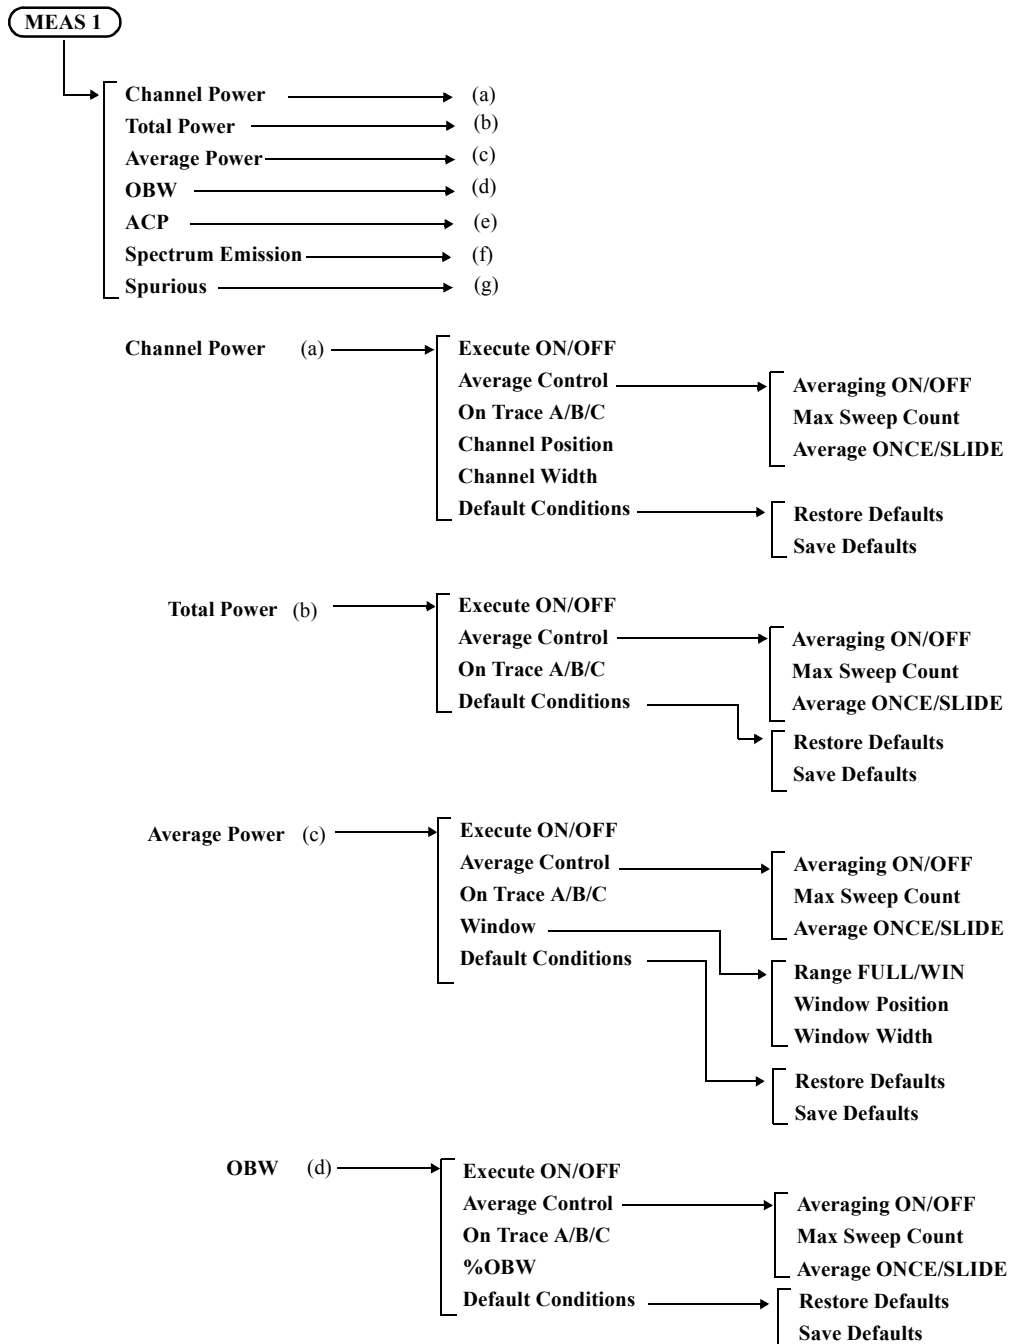 MEAS 1
Channel Power (a)
Total Power (b)
Average Power (c)
OBW (d)
ACP (e)
Spectrum Emission (f)
Spurious (g)
Channel Power (a)
Execute ON/OFF
Average Control
On Trace A/B/C
Channel Position
Channel Width
Default Conditions
Averaging ON/OFF
Max Sweep Count
Average ONCE/SLIDE
Restore Defaults
Save Defaults
Total Power (b)
Execute ON/OFF
Average Control
On Trace A/B/C
Default Conditions
Averaging ON/OFF
Max Sweep Count
Average ONCE/SLIDE
Restore Defaults
Save Defaults
Average Power (c)
Execute ON/OFF
Average Control
On Trace A/B/C
Window
Default Conditions
Averaging ON/OFF
Max Sweep Count
Average ONCE/SLIDE
Range FULL/WIN
Window Position
Window Width
Restore Defaults
Save Defaults
OBW (d)
Execute ON/OFF
Average Control
On Trace A/B/C
%OBW
Default Conditions
Averaging ON/OFF
Max Sweep Count
Average ONCE/SLIDE
Restore Defaults
Save Defaults